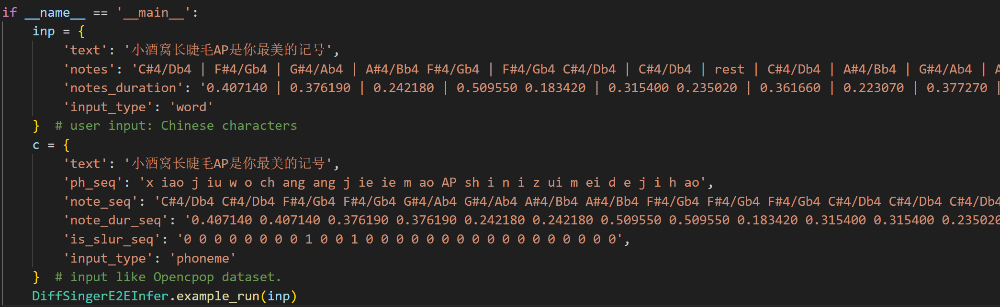 if __name__ == '__main__':
inp = {
'text': '小酒窝长睫毛AP是你最美的记号',
'notes': 'C#4/Db4 | F#4/Gb4 | G#4/Ab4 | A#4/Bb4 F#4/Gb4 | F#4/Gb4 C#4/Db4 | C#4/Db4 | rest | C#4/Db4 | A#4/Bb4 | G#4/Ab4 | A
'notes_duration': '0.407140 | 0.376190 | 0.242180 | 0.509550 0.183420 | 0.315400 0.235020 | 0.361660 | 0.223070 | 0.377270 |
'input_type': 'word'
}  # user input: Chinese characters
c = {
'text': '小酒窝长睫毛AP是你最美的记号',
'ph_seq': 'x iao j iu w o ch ang ang j ie ie m ao AP sh i n i z ui m ei d e j i h ao',
'note_seq': 'C#4/Db4 C#4/Db4 F#4/Gb4 F#4/Gb4 G#4/Ab4 G#4/Ab4 A#4/Bb4 A#4/Bb4 F#4/Gb4 F#4/Gb4 F#4/Gb4 C#4/Db4 C#4/Db4 C#4/Db4
'note_dur_seq': '0.407140 0.407140 0.376190 0.376190 0.242180 0.242180 0.509550 0.509550 0.183420 0.315400 0.315400 0.235020
'is_slur_seq': '0 0 0 0 0 0 0 0 1 0 0 1 0 0 0 0 0 0 0 0 0 0 0 0 0 0 0 0 0',
'input_type': 'phoneme'
}  # input like Opencpop dataset.
DiffSingerE2EInfer.example_run(inp)